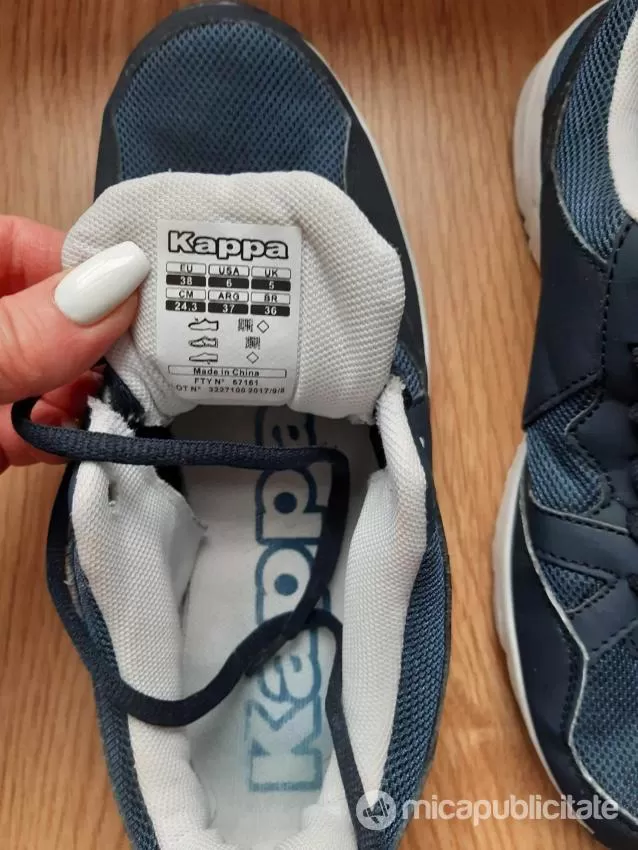 Kappa
EU USA UK
38 6 5
CM ARG BR
24.3 37 36
Made in China
FTY N° 67161
OT N° 3227100 2017/9/8
Kappa
micapublicitate